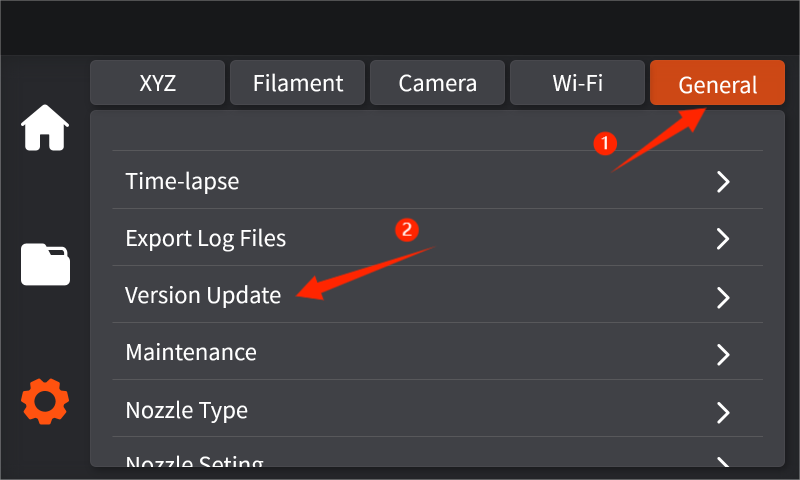 XYZ Filament Camera Wi-Fi General
1
Time-lapse
2
Export Log Files
Version Update
Maintenance
Nozzle Type
Nozzle Seting